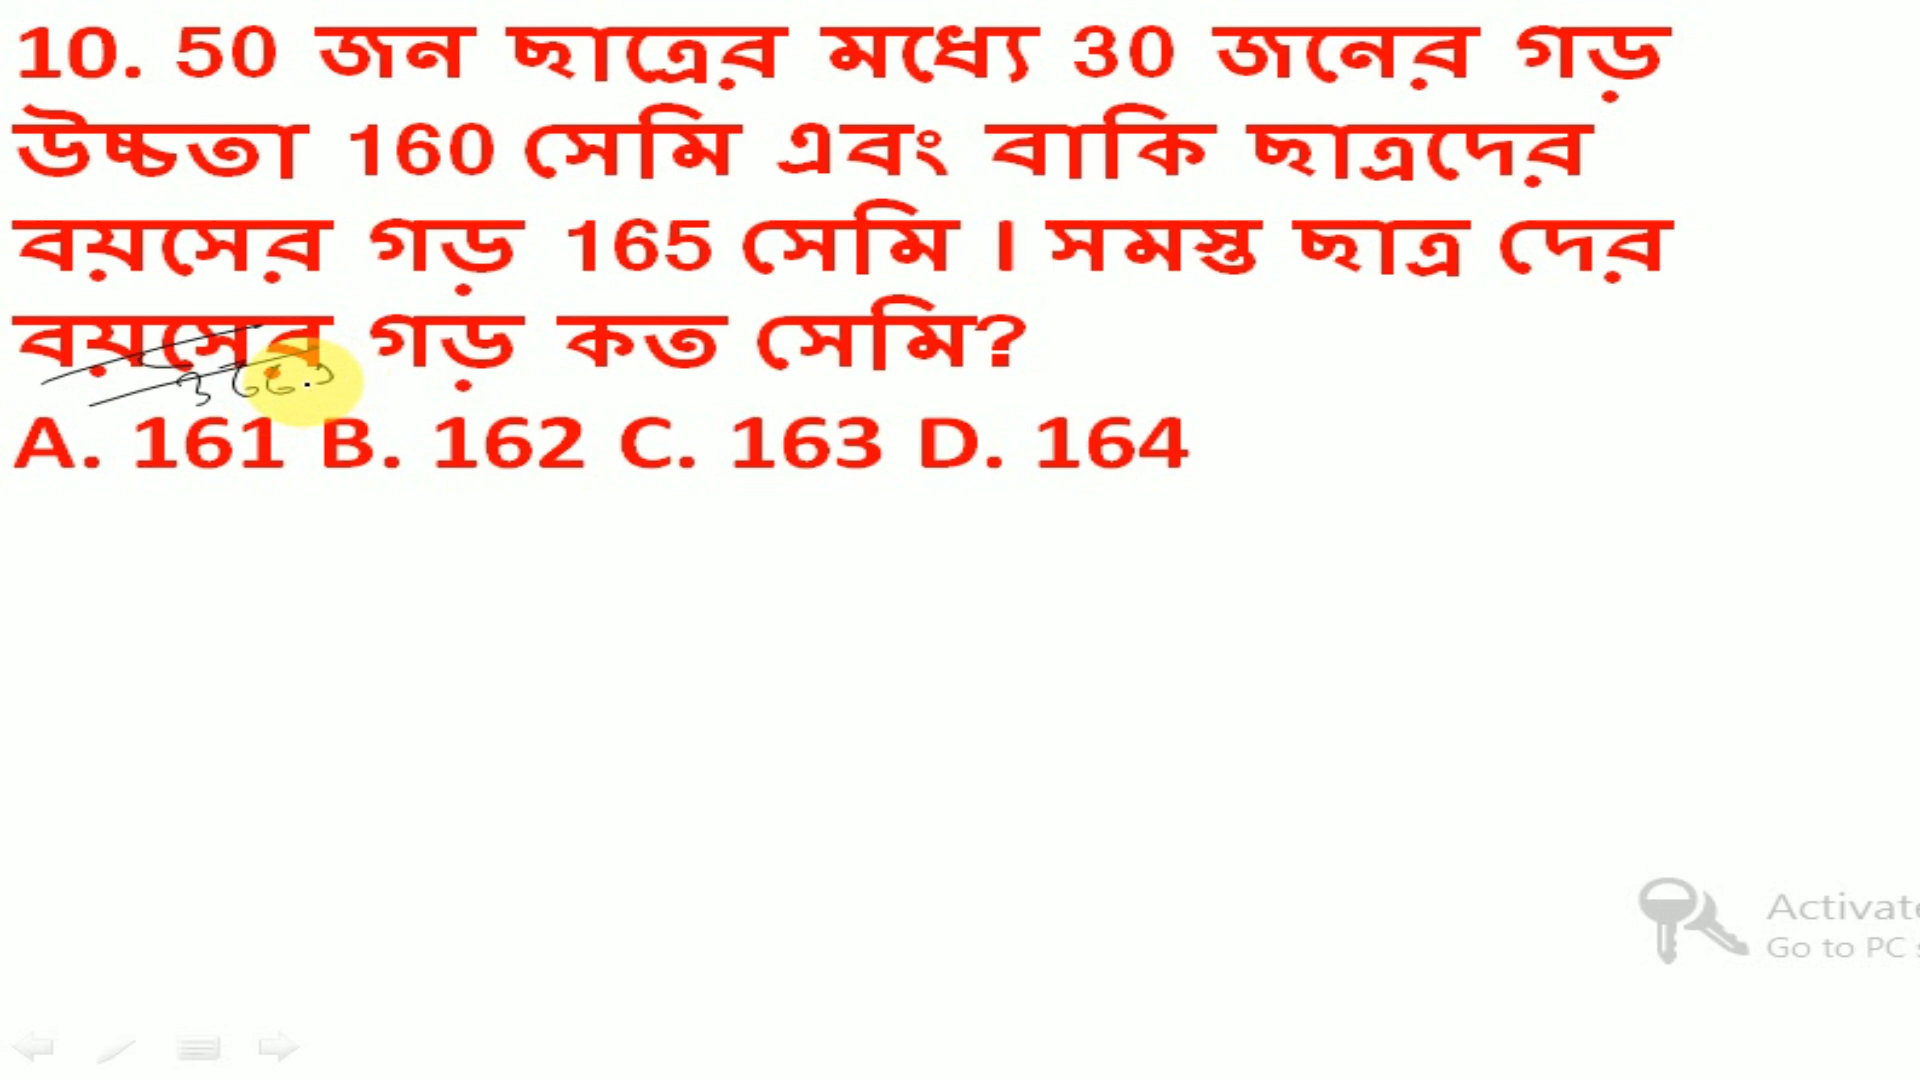 10. 50 জন ছাত্রের মধ্যে 30 জনের গড়
উচ্চতা 160 সেমি এবং বাকি ছাত্রদের
বয়সের গড় 165 সেমি । সমস্ত ছাত্র দের
বয়সের গড় কত সেমি?
A. 161 B. 162 C. 163 D. 164
Activate
Go to PC